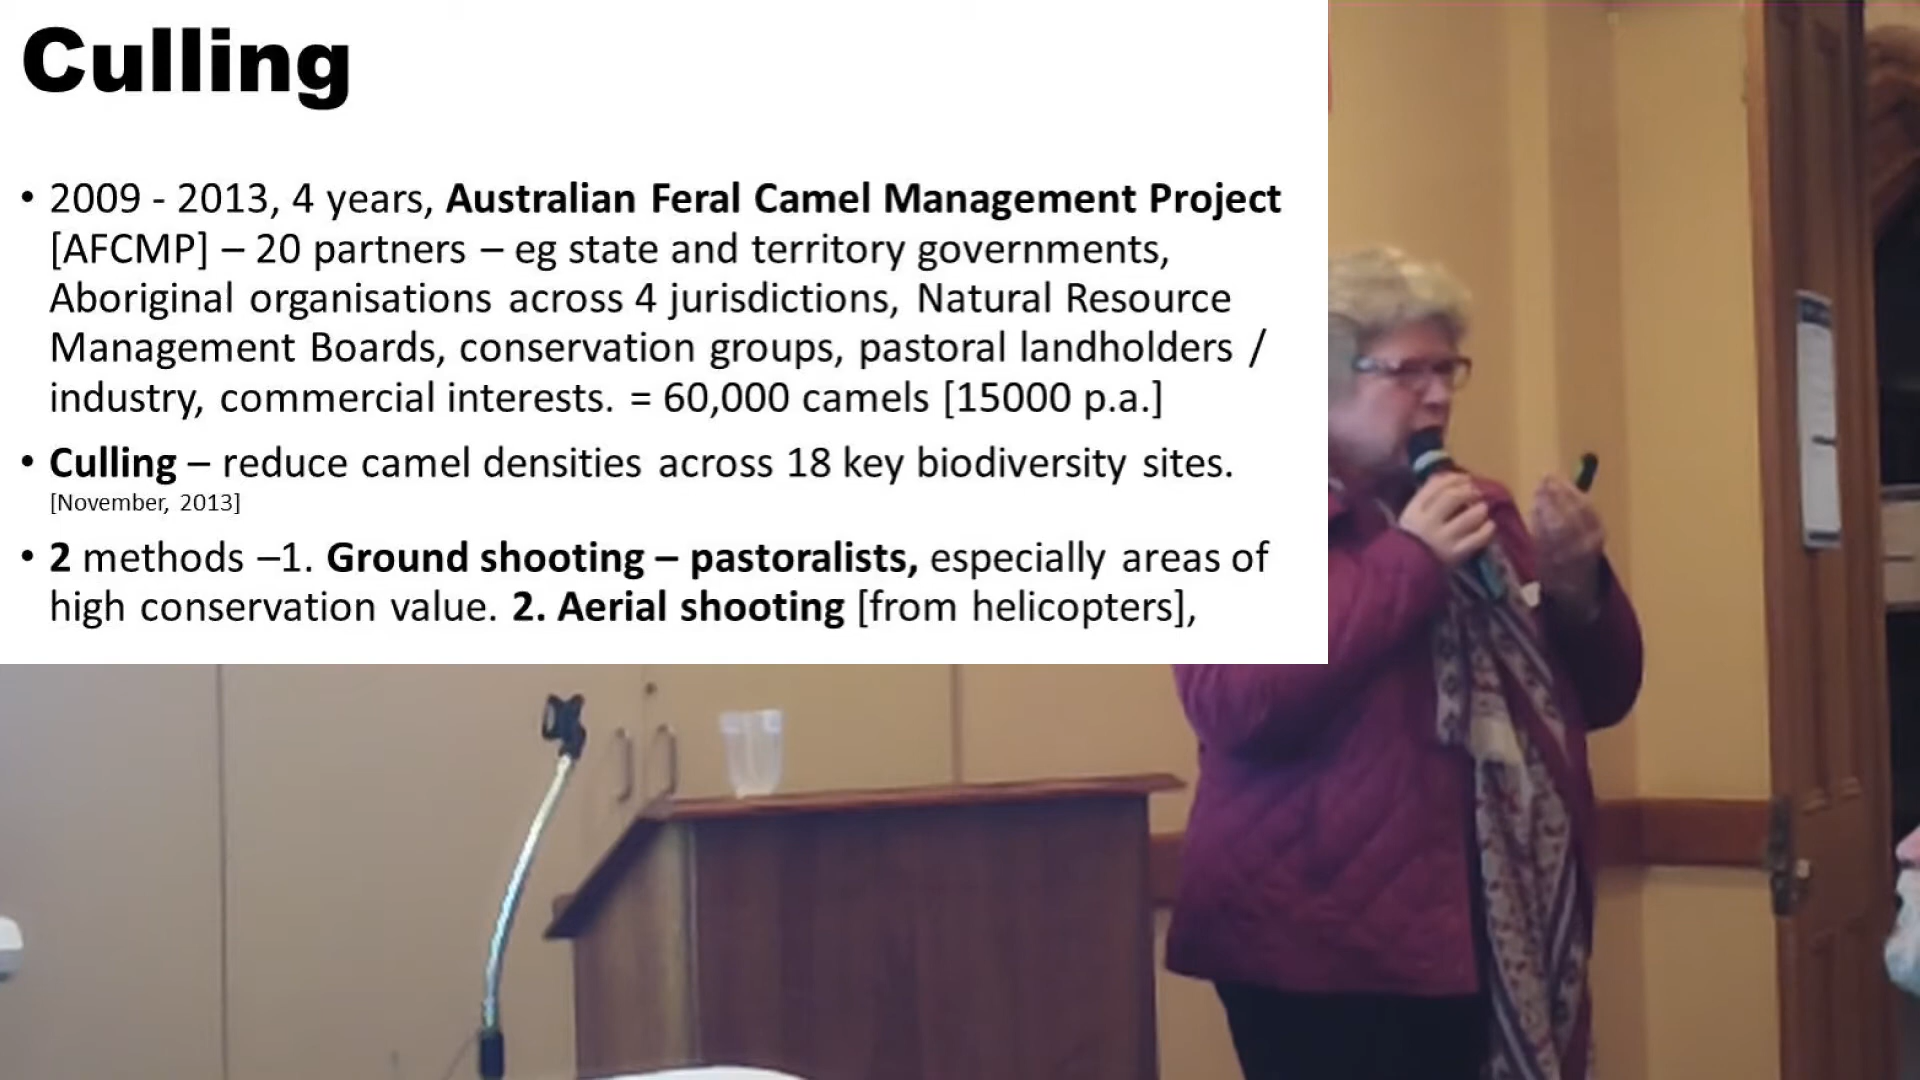 Culling
• 2009 - 2013, 4 years, Australian Feral Camel Management Project
[AFCMP] – 20 partners – eg state and territory governments,
Aboriginal organisations across 4 jurisdictions, Natural Resource
Management Boards, conservation groups, pastoral landholders /
industry, commercial interests. = 60,000 camels [15000 p.a.]
• Culling – reduce camel densities across 18 key biodiversity sites.
[November, 2013]
• 2 methods –1. Ground shooting – pastoralists, especially areas of
high conservation value. 2. Aerial shooting [from helicopters],